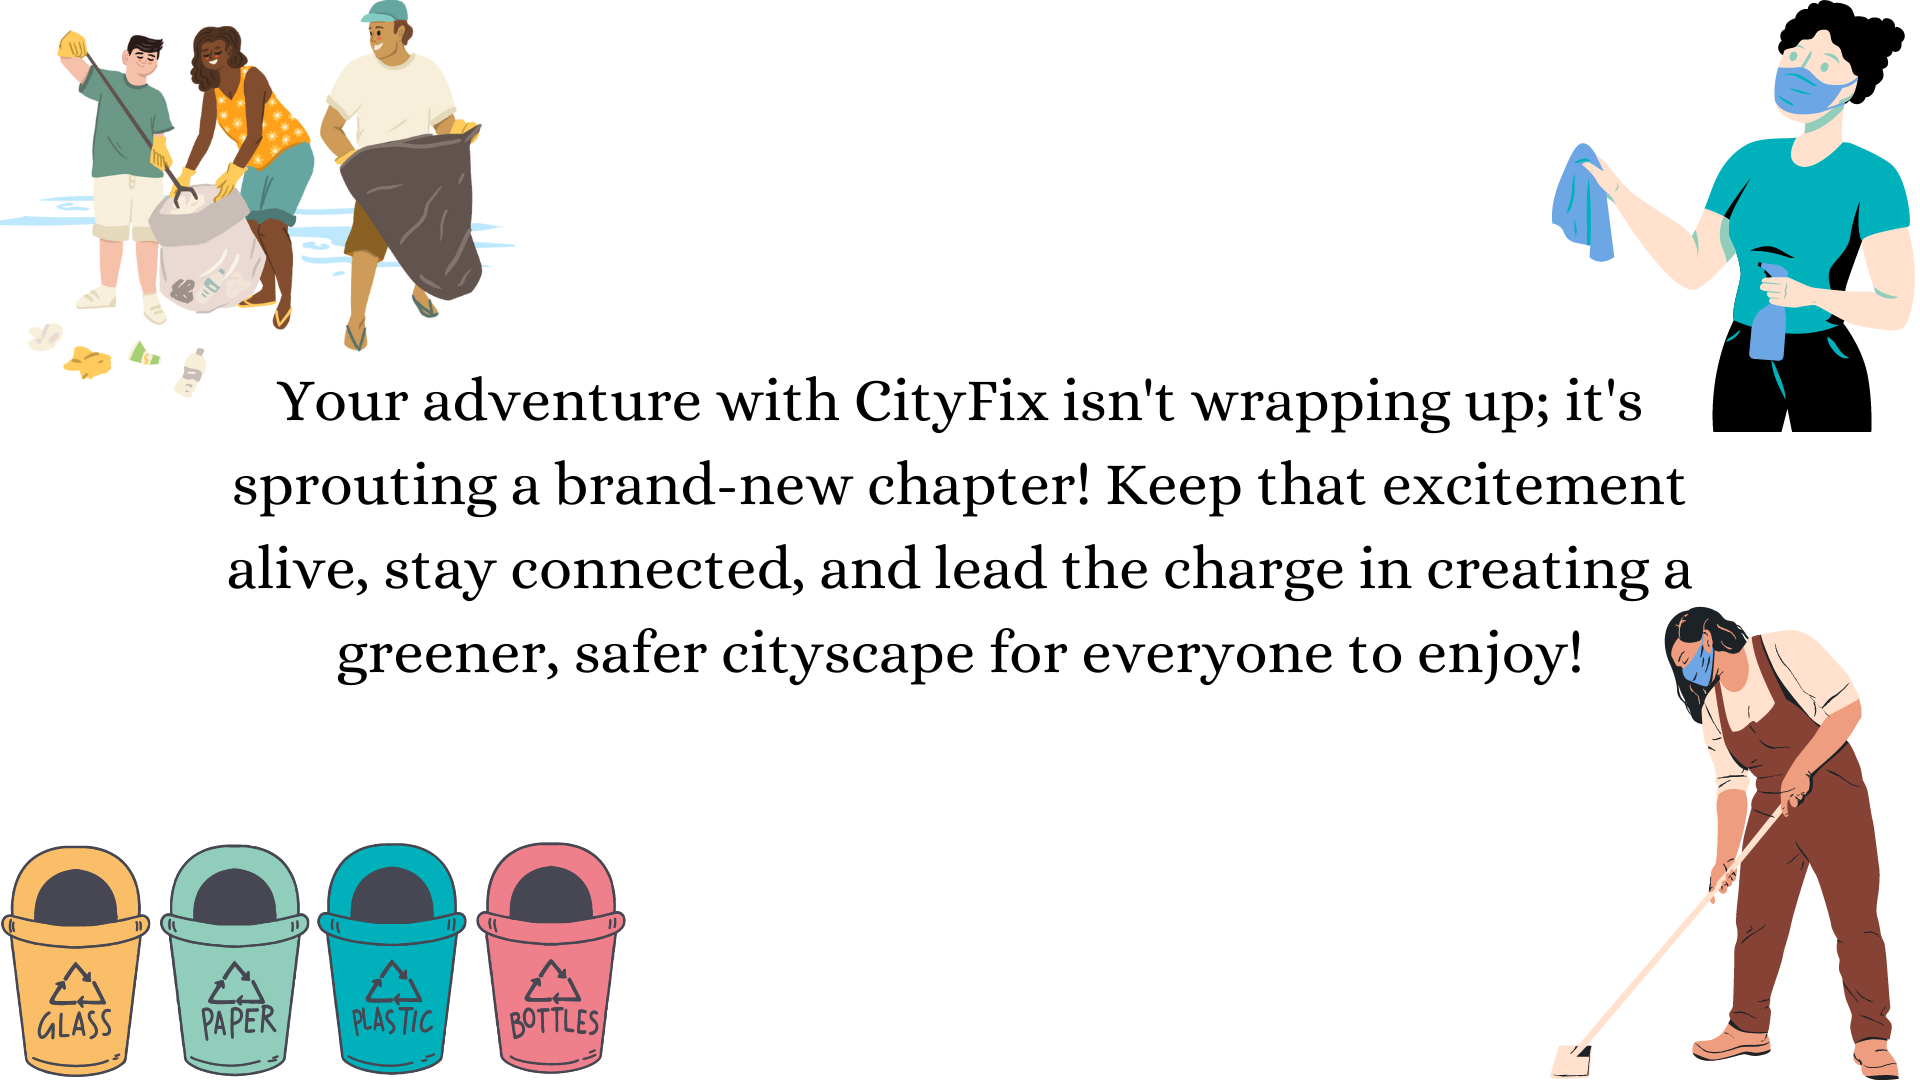 Your adventure with CityFix isn't wrapping up; it's
sprouting a brand-new chapter! Keep that excitement
alive, stay connected, and lead the charge in creating a
greener, safer cityscape for everyone to enjoy!
GLASS
PAPER
PLASTIC
BOTTLES